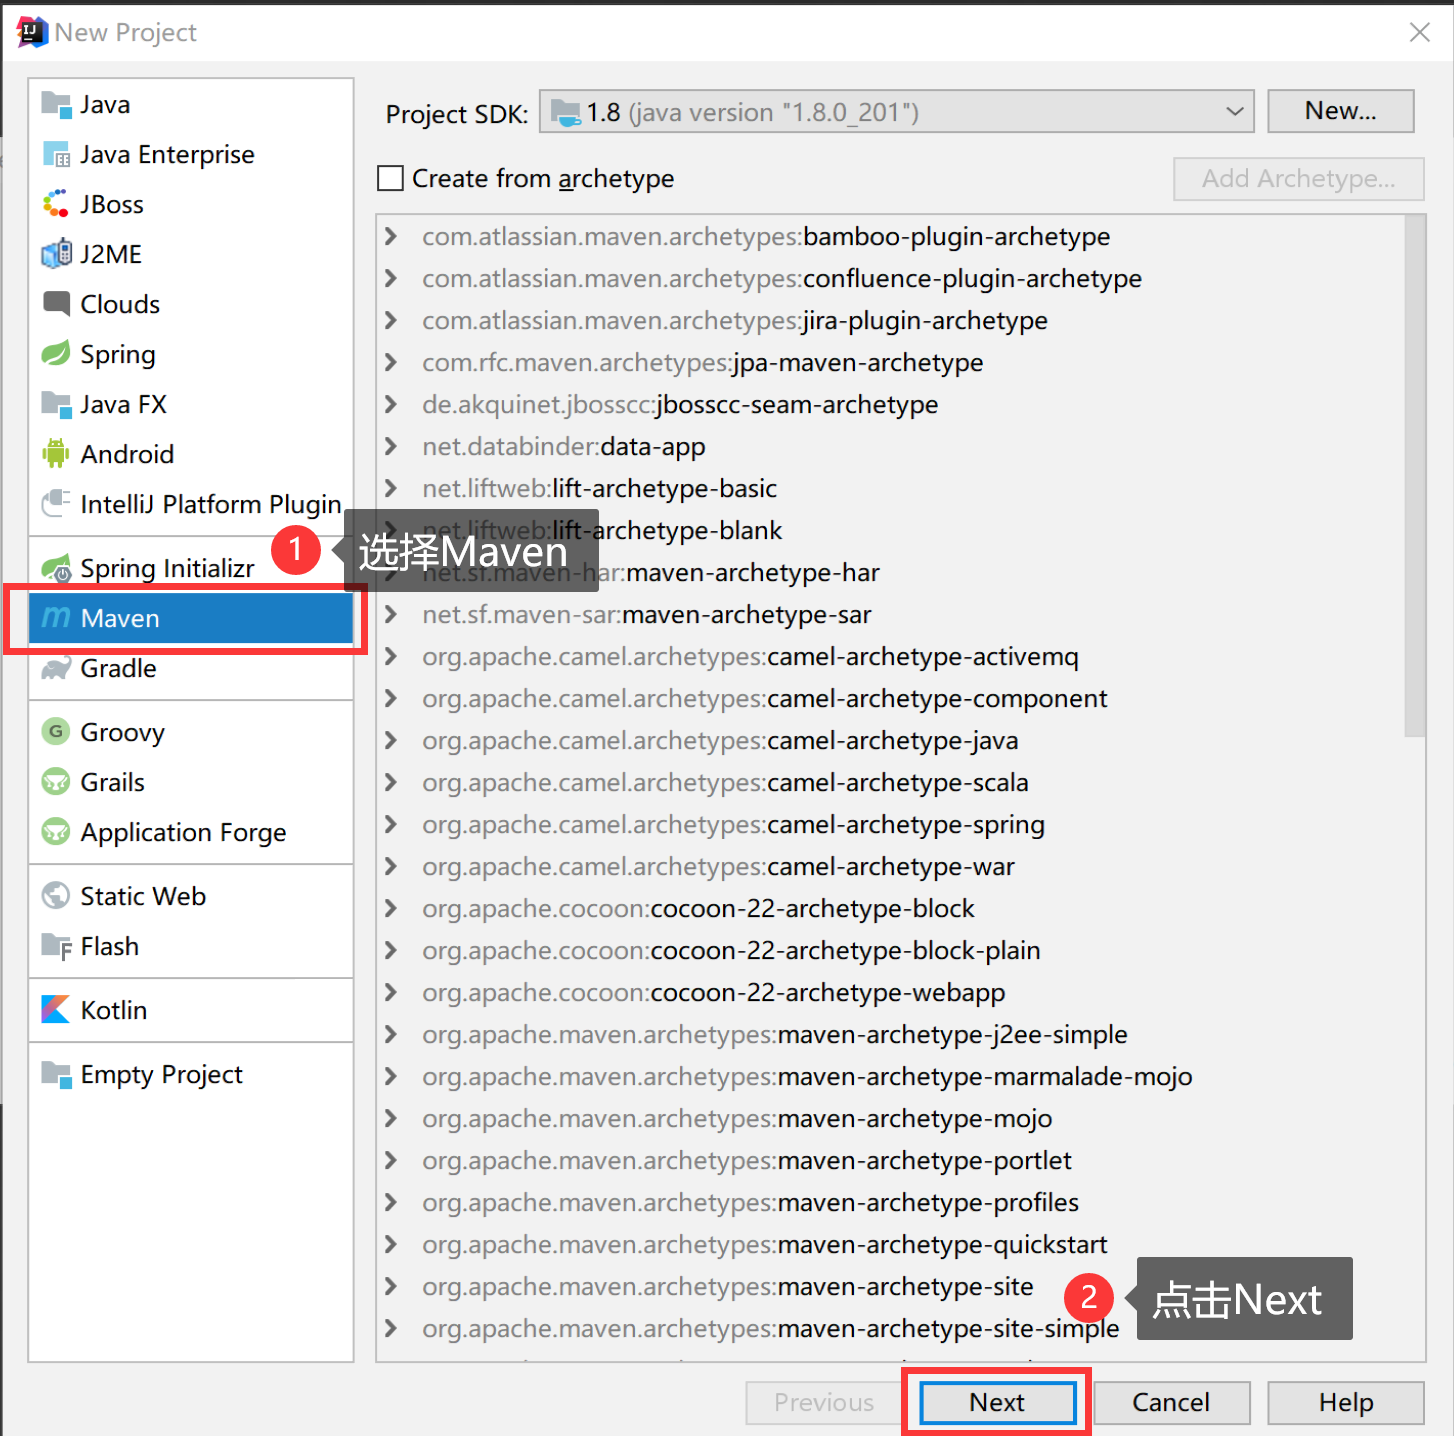 New Project
Java
Java Enterprise
JBoss
J2ME
Clouds
Spring
Java FX
Android
IntelliJ Platform Plugin
Spring Initializr
Maven
Gradle
Groovy
Grails
Application Forge
Static Web
Flash
Kotlin
Empty Project
1
选择Maven
Project SDK: 1.8 (java version "1.8.0_201") New...
Create from archetype Add Archetype...
com.atlassian.maven.archetypes:bamboo-plugin-archetype
com.atlassian.maven.archetypes:confluence-plugin-archetype
com.atlassian.maven.archetypes:jira-plugin-archetype
com.rfc.maven.archetypes:jpa-maven-archetype
de.akquinet.jbosscc:jbosscc-seam-archetype
net.databinder:data-app
net.liftweb:lift-archetype-basic
net.liftweb:lift-archetype-blank
net.sf.maven-har:maven-archetype-har
net.sf.maven-sar:maven-archetype-sar
org.apache.camel.archetypes:camel-archetype-activemq
org.apache.camel.archetypes:camel-archetype-component
org.apache.camel.archetypes:camel-archetype-java
org.apache.camel.archetypes:camel-archetype-scala
org.apache.camel.archetypes:camel-archetype-spring
org.apache.camel.archetypes:camel-archetype-war
org.apache.cocoon:cocoon-22-archetype-block
org.apache.cocoon:cocoon-22-archetype-block-plain
org.apache.cocoon:cocoon-22-archetype-webapp
org.apache.maven.archetypes:maven-archetype-j2ee-simple
org.apache.maven.archetypes:maven-archetype-marmalade-mojo
org.apache.maven.archetypes:maven-archetype-mojo
org.apache.maven.archetypes:maven-archetype-portlet
org.apache.maven.archetypes:maven-archetype-profiles
org.apache.maven.archetypes:maven-archetype-quickstart
org.apache.maven.archetypes:maven-archetype-site
org.apache.maven.archetypes:maven-archetype-site-simple
2
点击Next
Previous Next Cancel Help